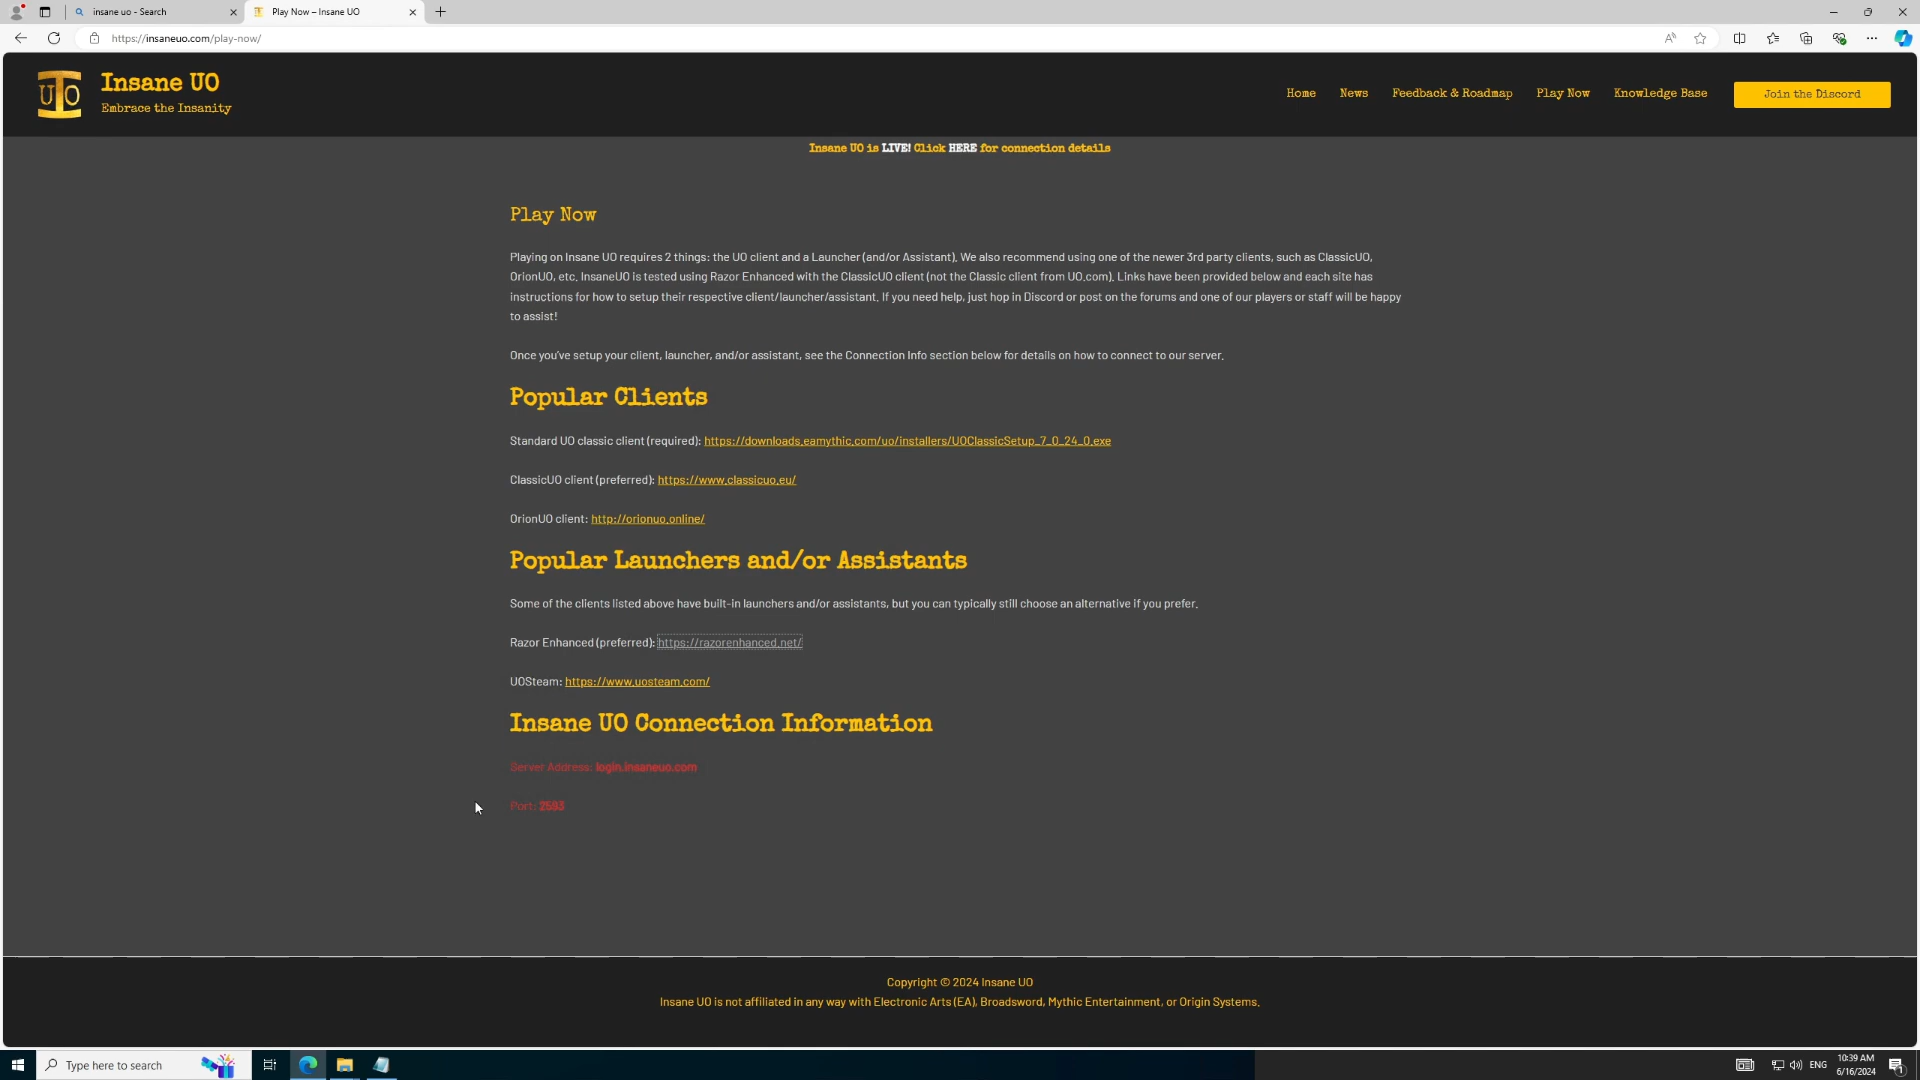 insane uo - Search
Play Now – Insane UO
https://insaneuo.com/play-now/
UO
Insane UO
Embrace the Insanity
Home
News
Feedback & Roadmap
Play Now
Knowledge Base
Join the Discord
Insane UO is LIVE! Click HERE for connection details
Play Now
Playing on Insane UO requires 2 things: the UO client and a Launcher (and/or Assistant). We also recommend using one of the newer 3rd party clients, such as ClassicUO,
OrionUO, etc. InsaneUO is tested using Razor Enhanced with the ClassicUO client (not the Classic client from UO.com). Links have been provided below and each site has
instructions for how to setup their respective client/launcher/assistant. If you need help, just hop in Discord or post on the forums and one of our players or staff will be happy
to assist!
Once you've setup your client, launcher, and/or assistant, see the Connection Info section below for details on how to connect to our server.
Popular Clients
Standard UO classic client (required): https://downloads.eamythic.com/uo/installers/UOClassicSetup_7_0_24_0.exe
ClassicUO client (preferred): https://www.classicuo.eu/
OrionUO client: http://orionuo.online/
Popular Launchers and/or Assistants
Some of the clients listed above have built-in launchers and/or assistants, but you can typically still choose an alternative if you prefer.
Razor Enhanced (preferred): https://razorenhanced.net/
UOSteam: https://www.uosteam.com/
Insane UO Connection Information
Server Address: login.insaneuo.com
Port: 2593
Copyright © 2024 Insane UO
Insane UO is not affiliated in any way with Electronic Arts (EA), Broadsword, Mythic Entertainment, or Origin Systems.
Type here to search
ENG
10:39 AM
6/16/2024
1